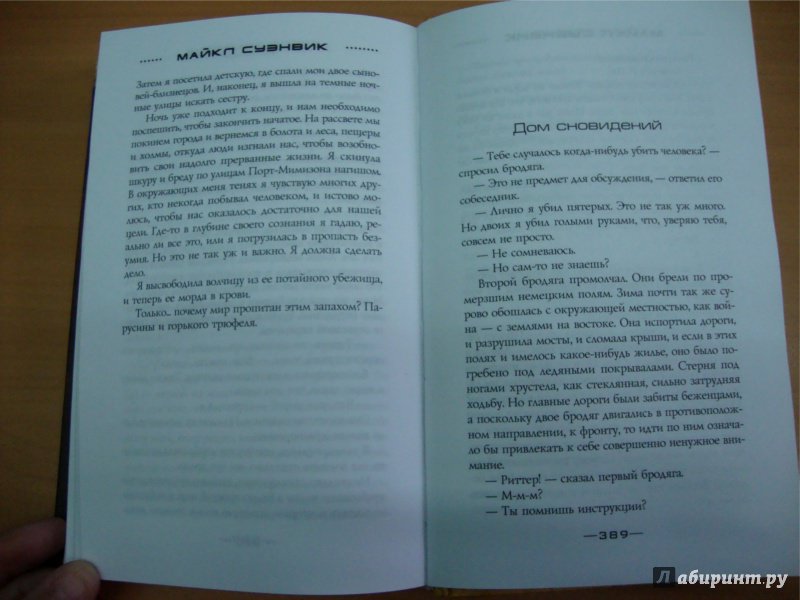 МАЙКЛ СУЭНВИК
Затем я посетила детскую, где спали мои двое сыно-
вей-близнецов. И, наконец, я вышла на темные ноч-
ные улицы искать сестру.
Ночь уже подходит к концу, и нам необходимо
поспешить, чтобы закончить начатое. На рассвете мы
покинем города и вернемся в болота и леса, пещеры
и холмы, откуда люди изгнали нас, чтобы возобно-
вить свои надолго прерванные жизни. Я скинула
шкуру и бреду по улицам Порт-Мимизона нагишом.
В окружающих меня тенях я чувствую многих дру-
гих, кто некогда побывал человеком, и истово мо-
люсь, чтобы нас оказалось достаточно для нашей
цели. Где-то в глубине своего сознания я гадаю, ре-
ально ли все это, или я погрузилась в пропасть без-
умия. Но это не так уж и важно. Я должна сделать
дело.
Я высвободила волчицу из ее потайного убежища,
и теперь ее морда в крови.
Только.. почему мир пропитан этим запахом? Па-
русины и горького трюфеля.
Дом сновидений
— Тебе случалось когда-нибудь убить человека? —
спросил бродяга.
— Это не предмет для обсуждения, — ответил его
собеседник.
— Лично я убил пятерых. Это не так уж много.
Но двоих я убил голыми руками, что, уверяю тебя,
совсем не просто.
— Не сомневаюсь.
— Но сам-то не знаешь?
Второй бродяга промолчал. Они брели по про-
мерзшим немецким полям. Зима почти так же су-
рово обошлась с окружающей местностью, как вой-
на — с землями на востоке. Она испортила дороги,
и разрушила мосты, и сломала крыши, и если в этих
полях и имелось какое-нибудь жилье, оно было по-
гребено под ледяными покрывалами. Стерня под
ногами хрустела, как стеклянная, сильно затрудняя
ходьбу. Но главные дороги были забиты беженцами,
а поскольку двое бродяг двигались в противополож-
ном направлении, к фронту, то идти по ним означа-
ло бы привлекать к себе совершенно ненужное вни-
мание.
— Риттер! — сказал первый бродяга.
— М-м-м?
— Ты помнишь инструкции?
—389—
Лабиринт.ру